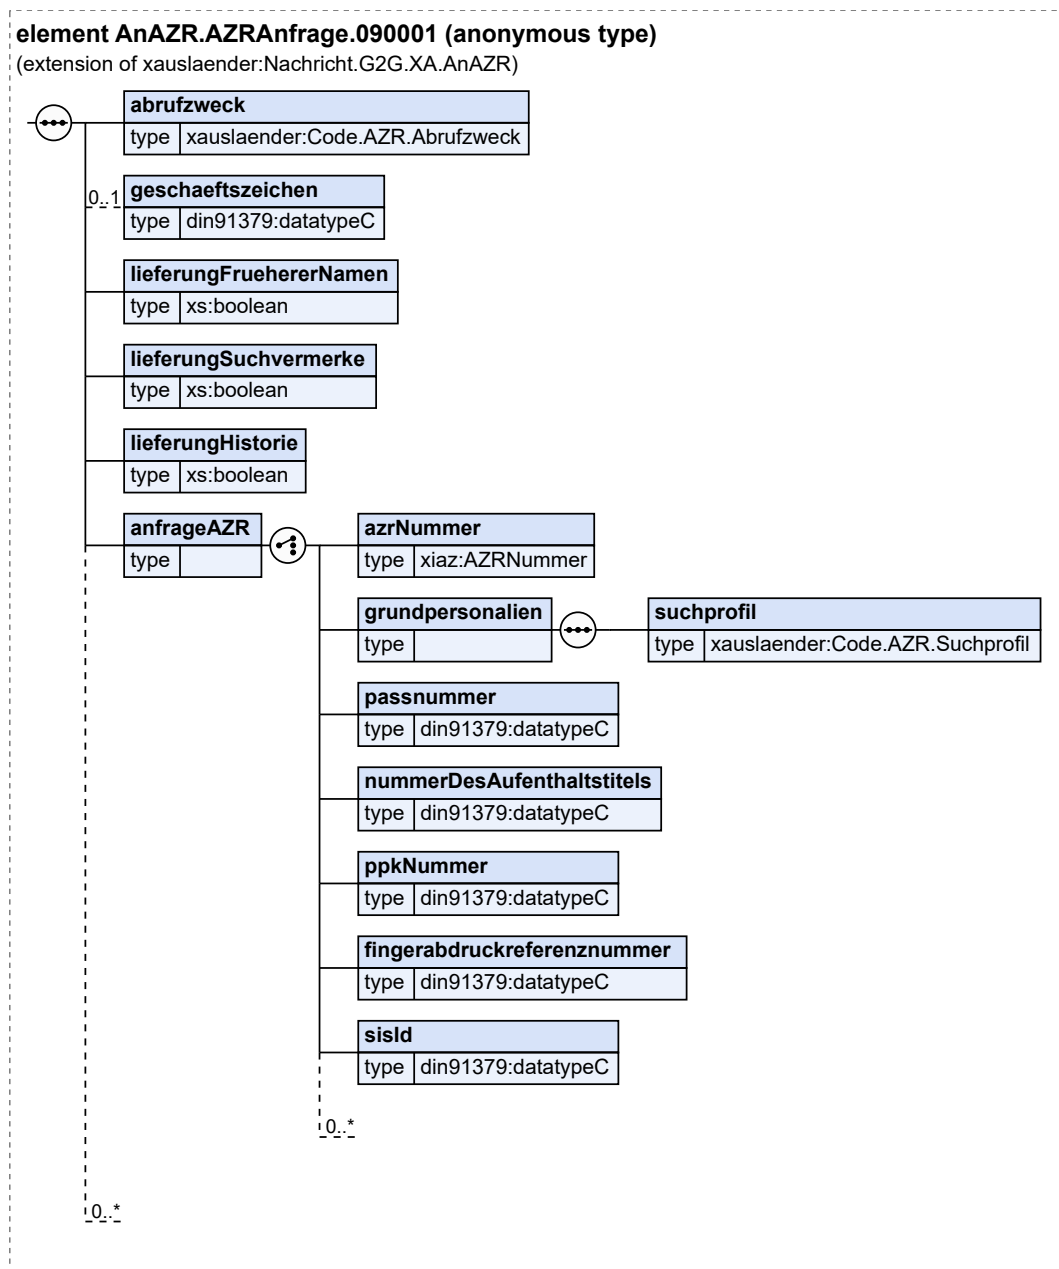 element AnAZR.AZRAnfrage.090001 (anonymous type)
(extension of xauslaender:Nachricht.G2G.XA.AnAZR)
abrufzweck
type xauslaender:Code.AZR.Abrufzweck
0..1
geschaeftszeichen
type din91379:datatypeC
lieferungFruehererNamen
type xs:boolean
lieferungSuchvermerke
type xs:boolean
lieferungHistorie
type xs:boolean
anfrageAZR
type
azrNummer
type xiaz:AZRNummer
grundpersonalien
type
suchprofil
type xauslaender:Code.AZR.Suchprofil
passnummer
type din91379:datatypeC
nummerDesAufenthaltstitels
type din91379:datatypeC
ppkNummer
type din91379:datatypeC
fingerabdruckreferenznummer
type din91379:datatypeC
sisId
type din91379:datatypeC
0..*
0..*